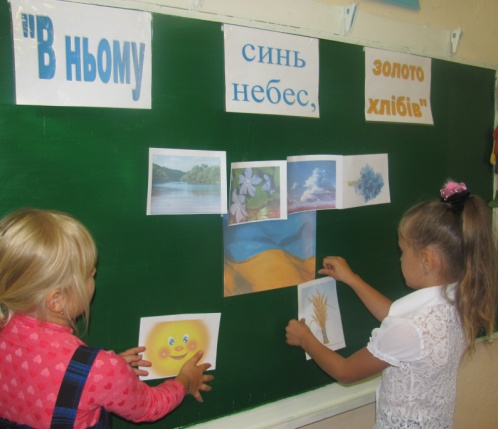 "В ньому
синь
небес,
золото
хлібів"